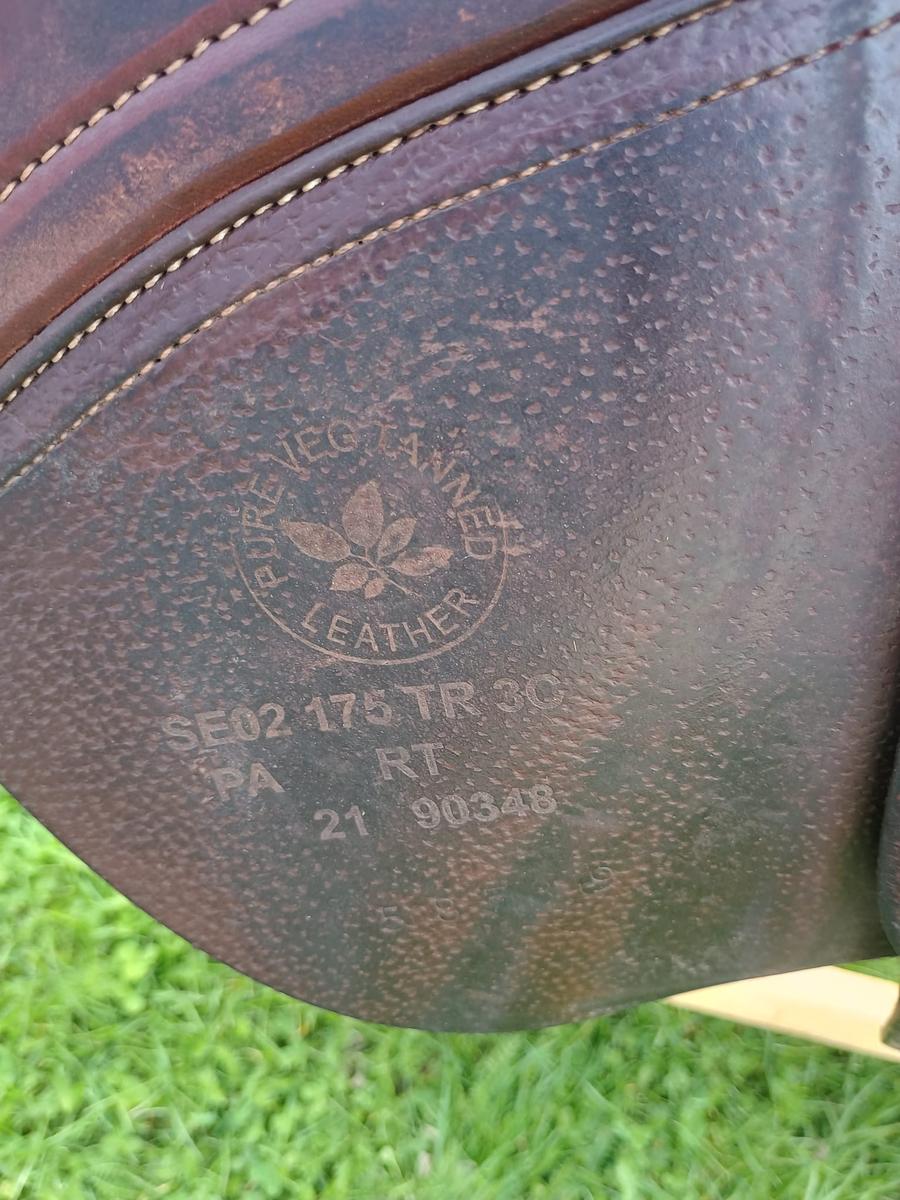 PURE VEG TANNED
LEATHER
SE02 175 TR 3C
PA RT
21 90348